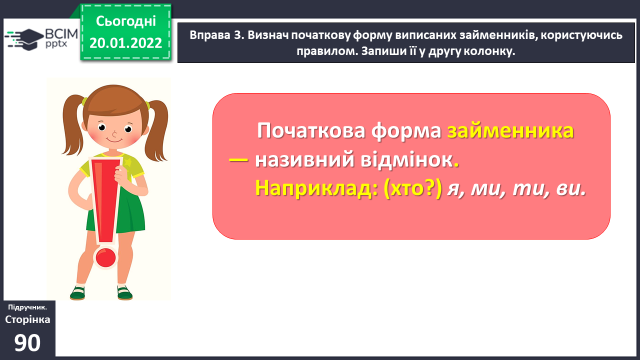 ВСІМ
pptx
Сьогодні
20.01.2022
Вправа 3. Визнач початкову форму виписаних займенників, користуючись
правилом. Запиши її у другу колонку.
Початкова форма займенника
— називний відмінок.
Наприклад: (хто?) я, ми, ти, ви.
Підручник.
Сторінка
90